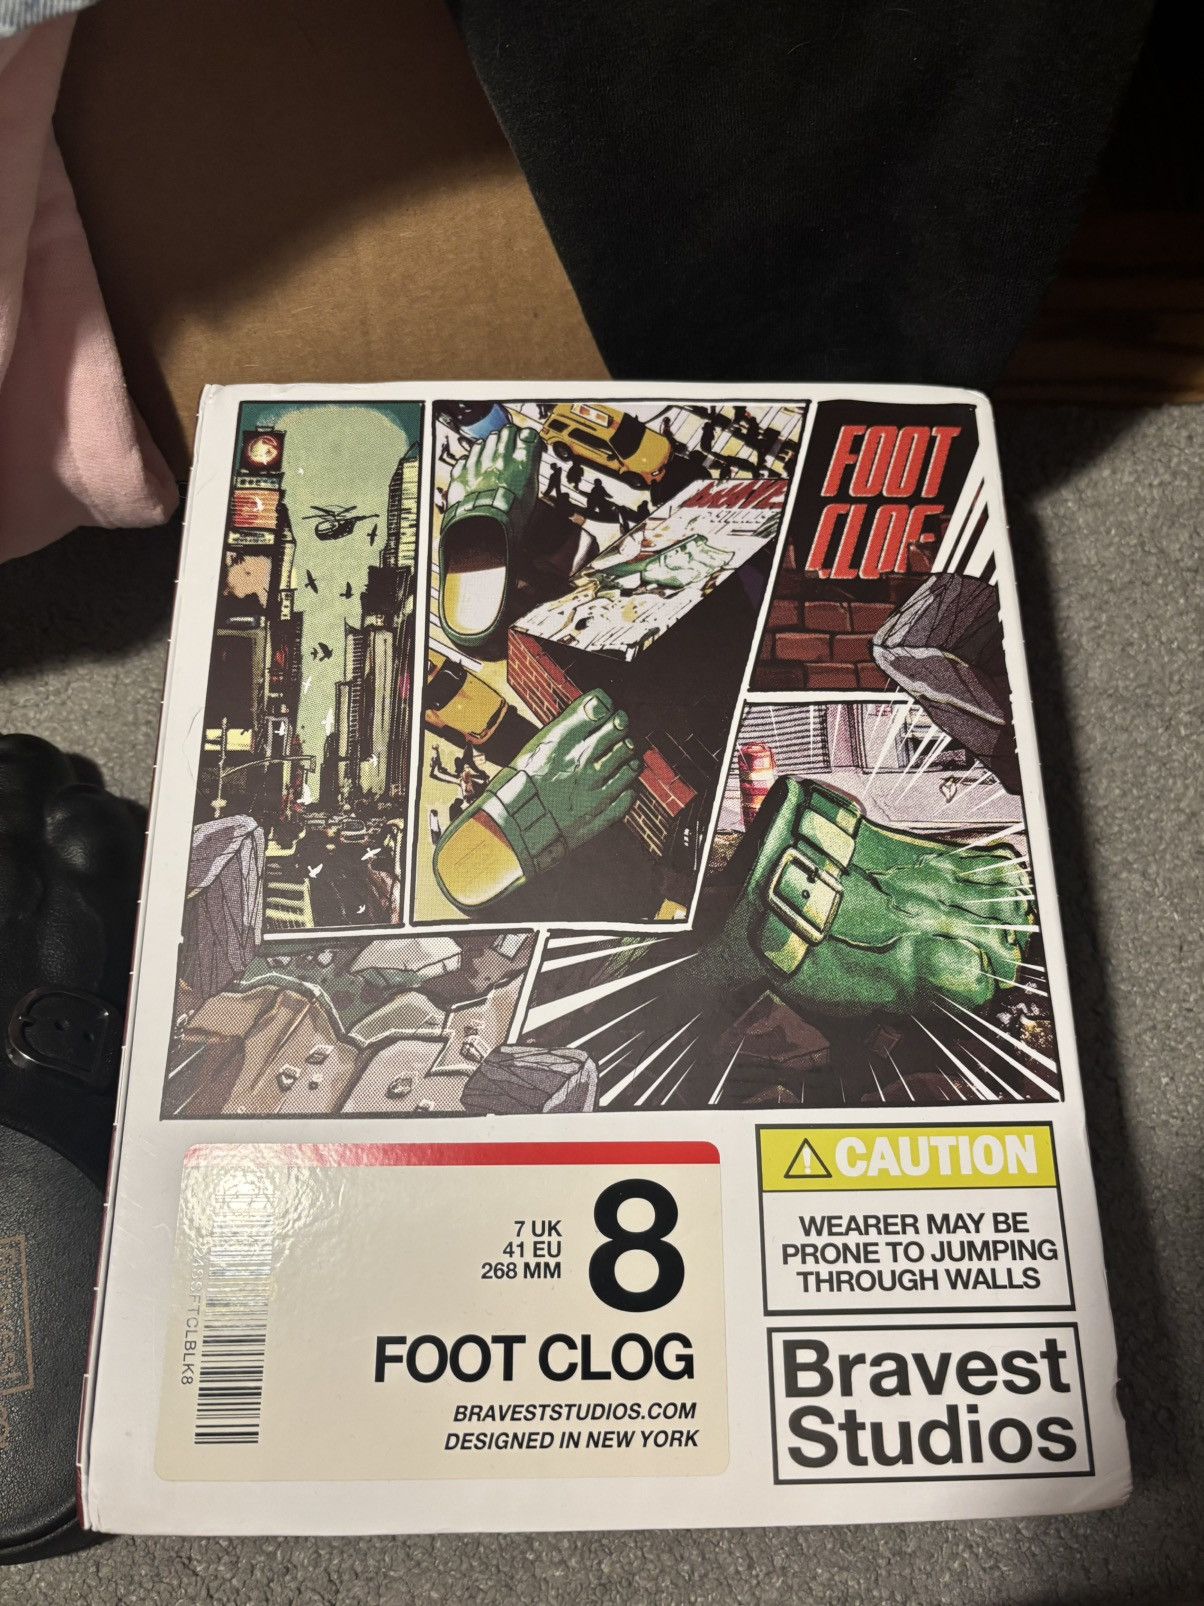 FOOT
CLOG
8
7 UK
41 EU
268 MM
FOOT CLOG
BRAVESTSTUDIOS.COM
DESIGNED IN NEW YORK
CAUTION
WEARER MAY BE
PRONE TO JUMPING
THROUGH WALLS
Bravest
Studios